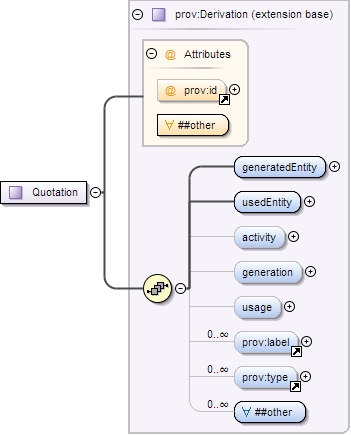 prov:Derivation (extension base)
@ Attributes
@ prov:id
∀ ##other
Quotation
generatedEntity
usedEntity
activity
generation
usage
0..∞
prov:label
0..∞
prov:type
0..∞
∀ ##other